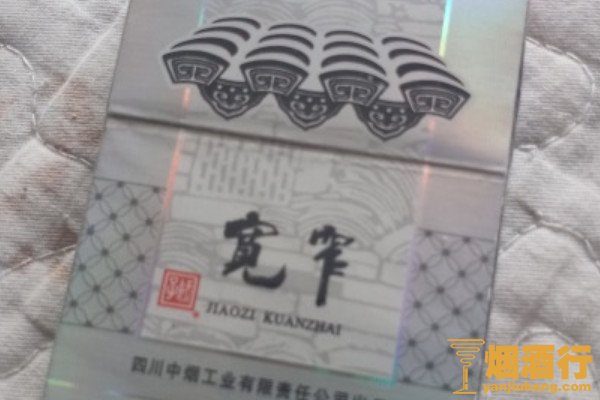 宽窄
JIAOZI KUANZHAI
四川中烟工业有限责任公司出
烟酒行
yanjiuhang.com